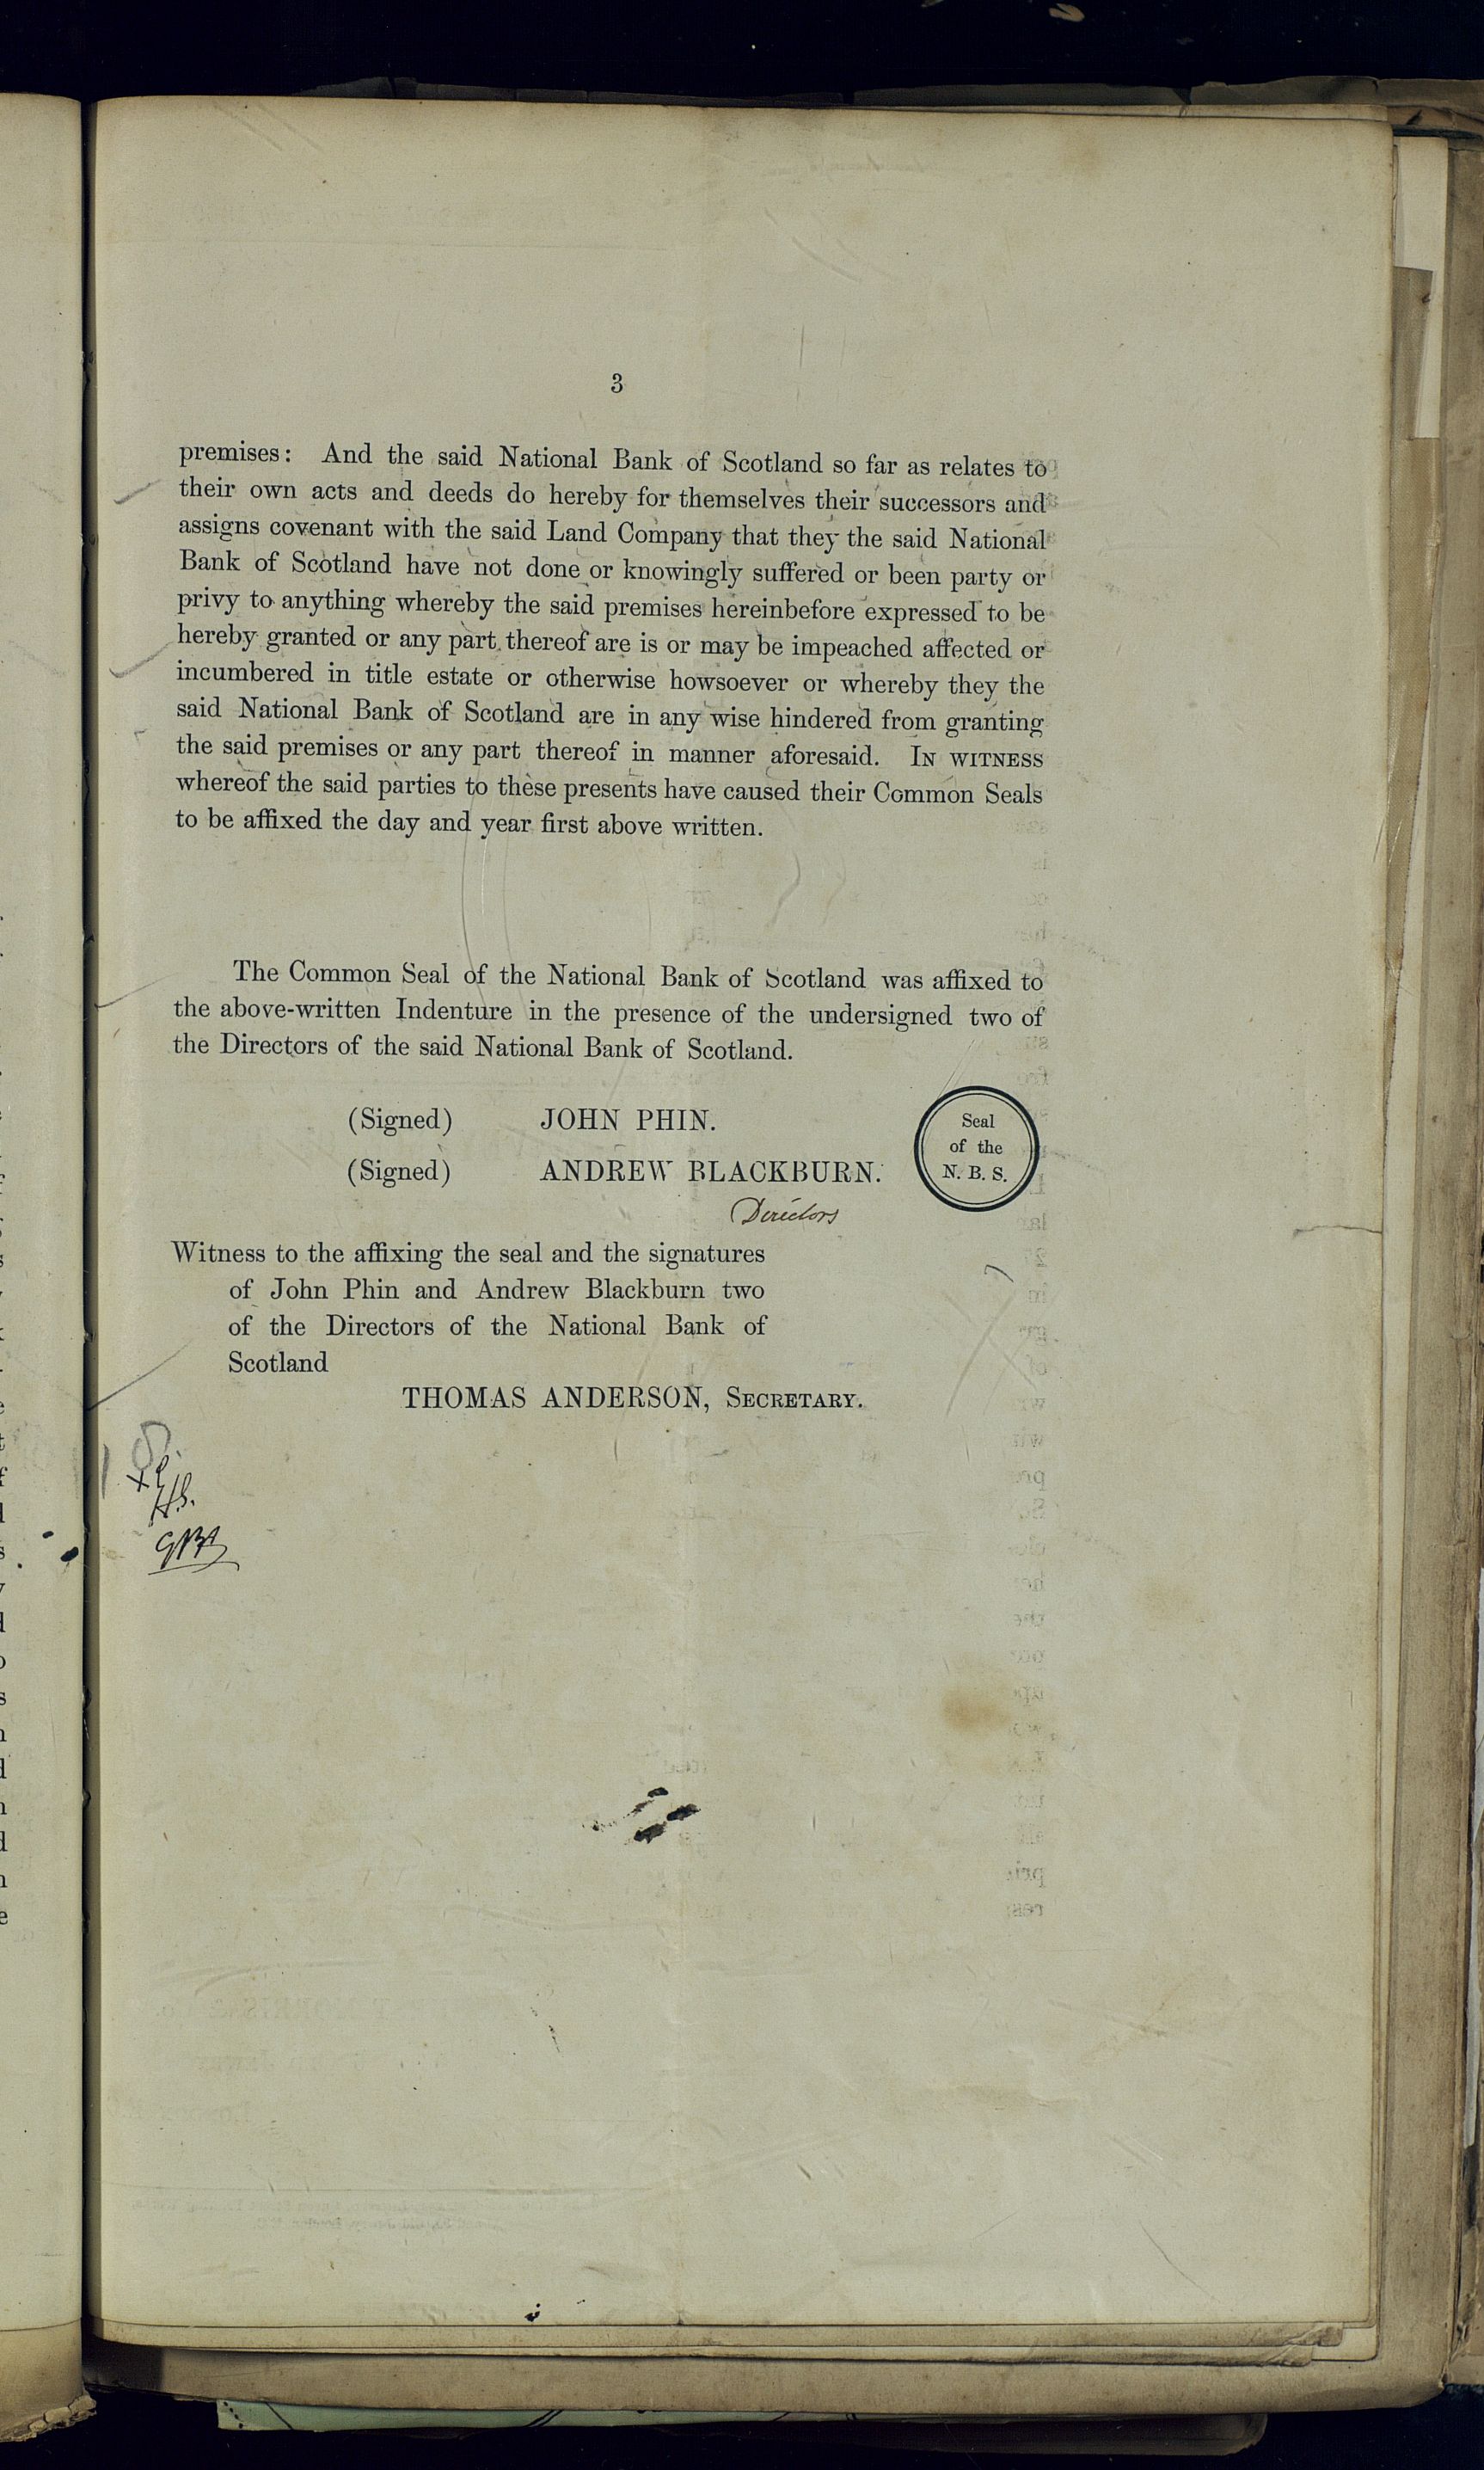 3
premises: And the said National Bank of Scotland so far as relates to
their own acts and deeds do hereby for themselves their successors and
assigns covenant with the said Land Company that they the said National
Bank of Scotland have not done or knowingly suffered or been party or
privy to anything whereby the said premises hereinbefore expressed to be
hereby granted or any part thereof are is or may be impeached affected or
incumbered in title estate or otherwise howsoever or whereby they the
said National Bank of Scotland are in any wise hindered from granting
the said premises or any part thereof in manner aforesaid. IN WITNESS
whereof the said parties to these presents have caused their Common Seals
to be affixed the day and year first above written.
The Common Seal of the National Bank of Scotland was affixed to
the above-written Indenture in the presence of the undersigned two of
the Directors of the said National Bank of Scotland.
(Signed) JOHN PHIN.
(Signed) ANDREW BLACKBURN.
Directors
Seal
of the
N. B. S.
Witness to the affixing the seal and the signatures
of John Phin and Andrew Blackburn two
of the Directors of the National Bank of
Scotland
THOMAS ANDERSON, SECRETARY.